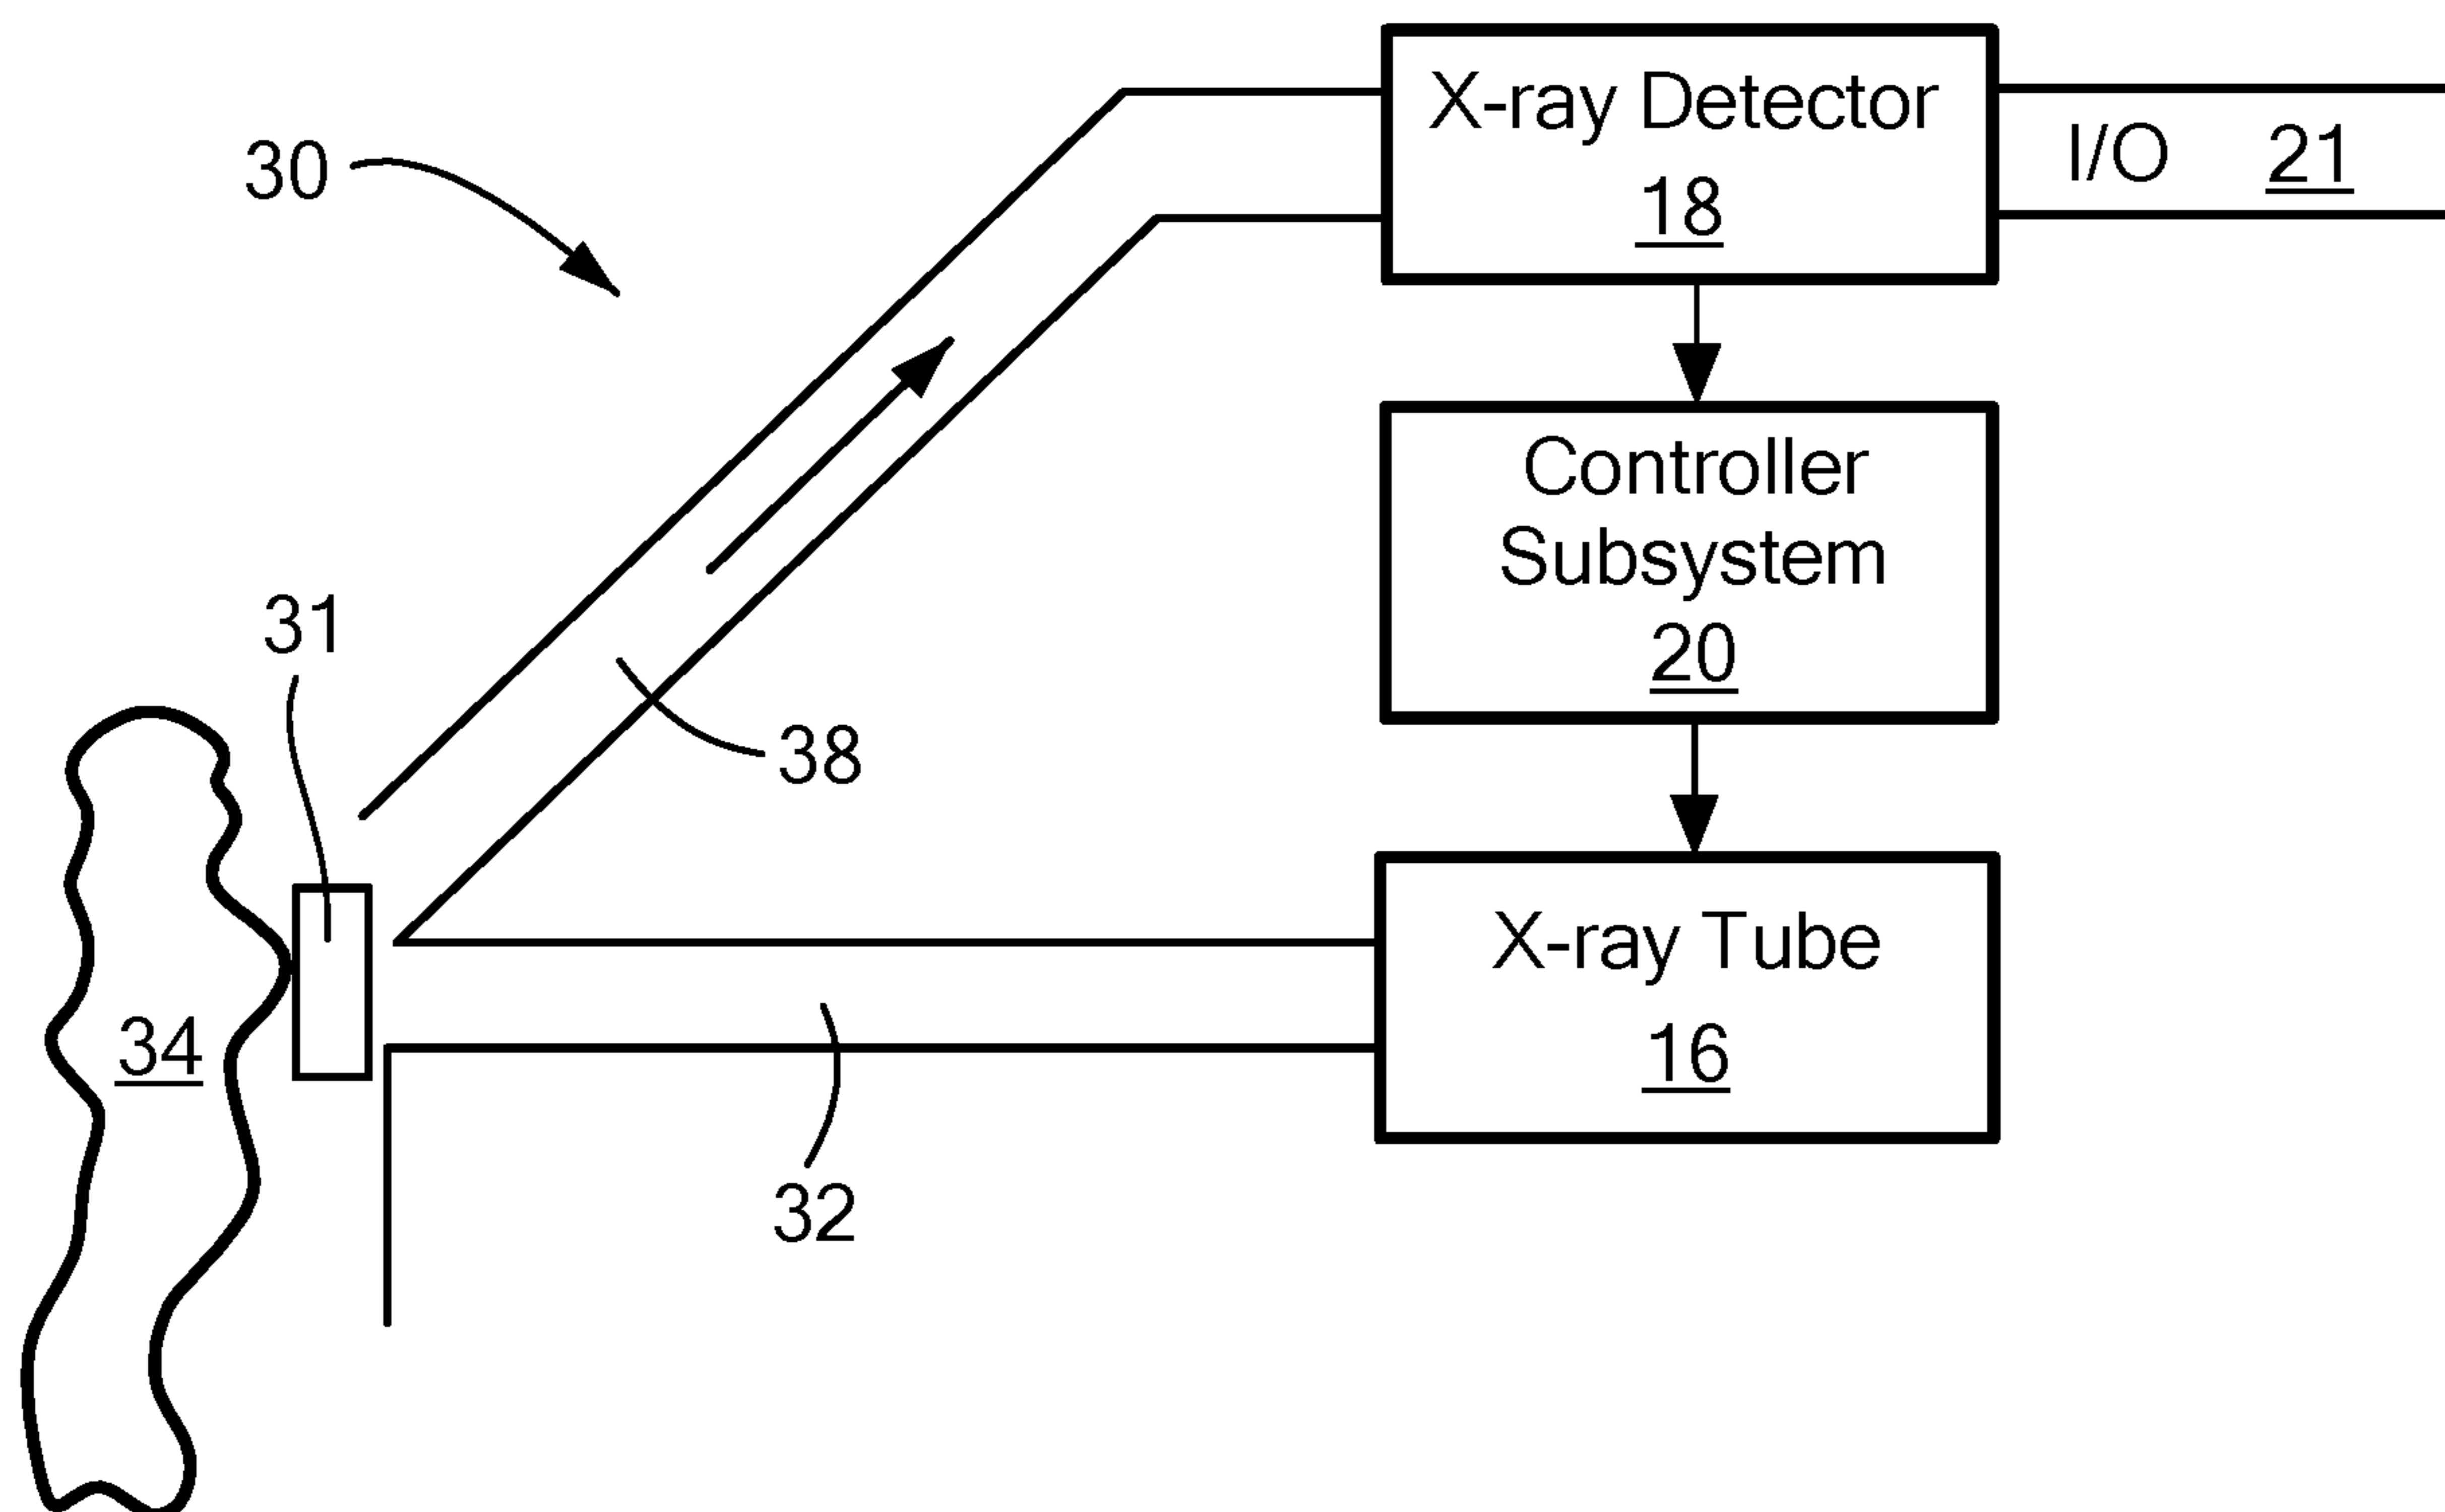 30
X-ray Detector
18
I/O 21
Controller
Subsystem
20
31
38
X-ray Tube
16
34
32